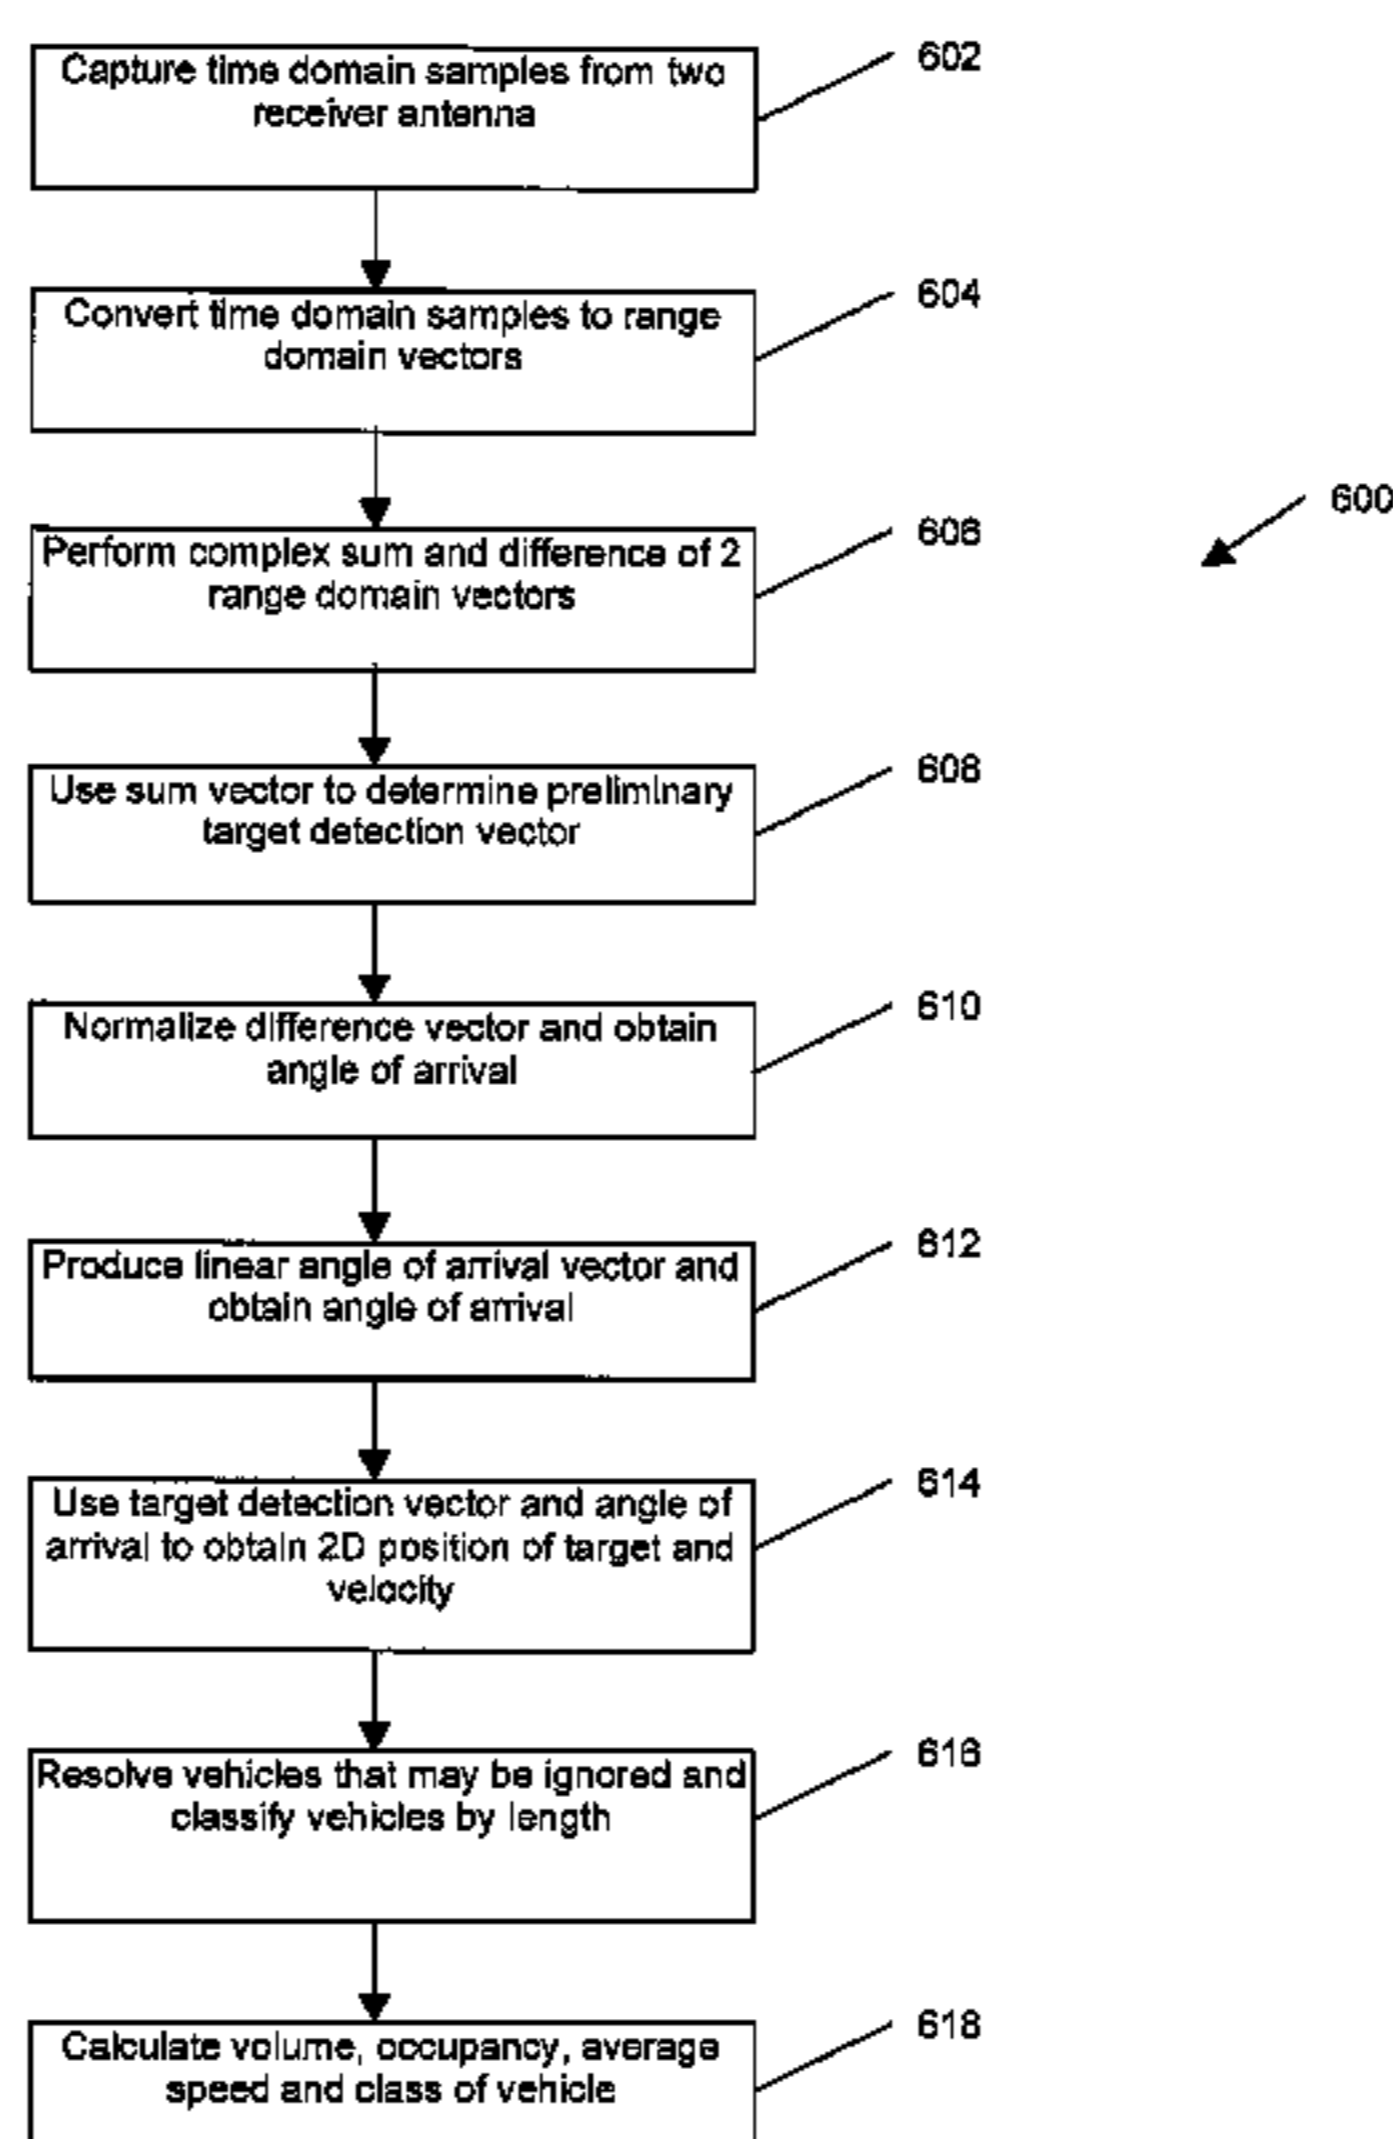 Capture time domain samples from two
receiver antenna
602
Convert time domain samples to range
domain vectors
604
600
Perform complex sum and difference of 2
range domain vectors
606
Use sum vector to determine preliminary
target detection vector
608
Normalize difference vector and obtain
angle of arrival
610
Produce linear angle of arrival vector and
obtain angle of arrival
612
Use target detection vector and angle of
arrival to obtain 2D position of target and
velocity
614
Resolve vehicles that may be ignored and
classify vehicles by length
616
Calculate volume, occupancy, average
speed and class of vehicle
618